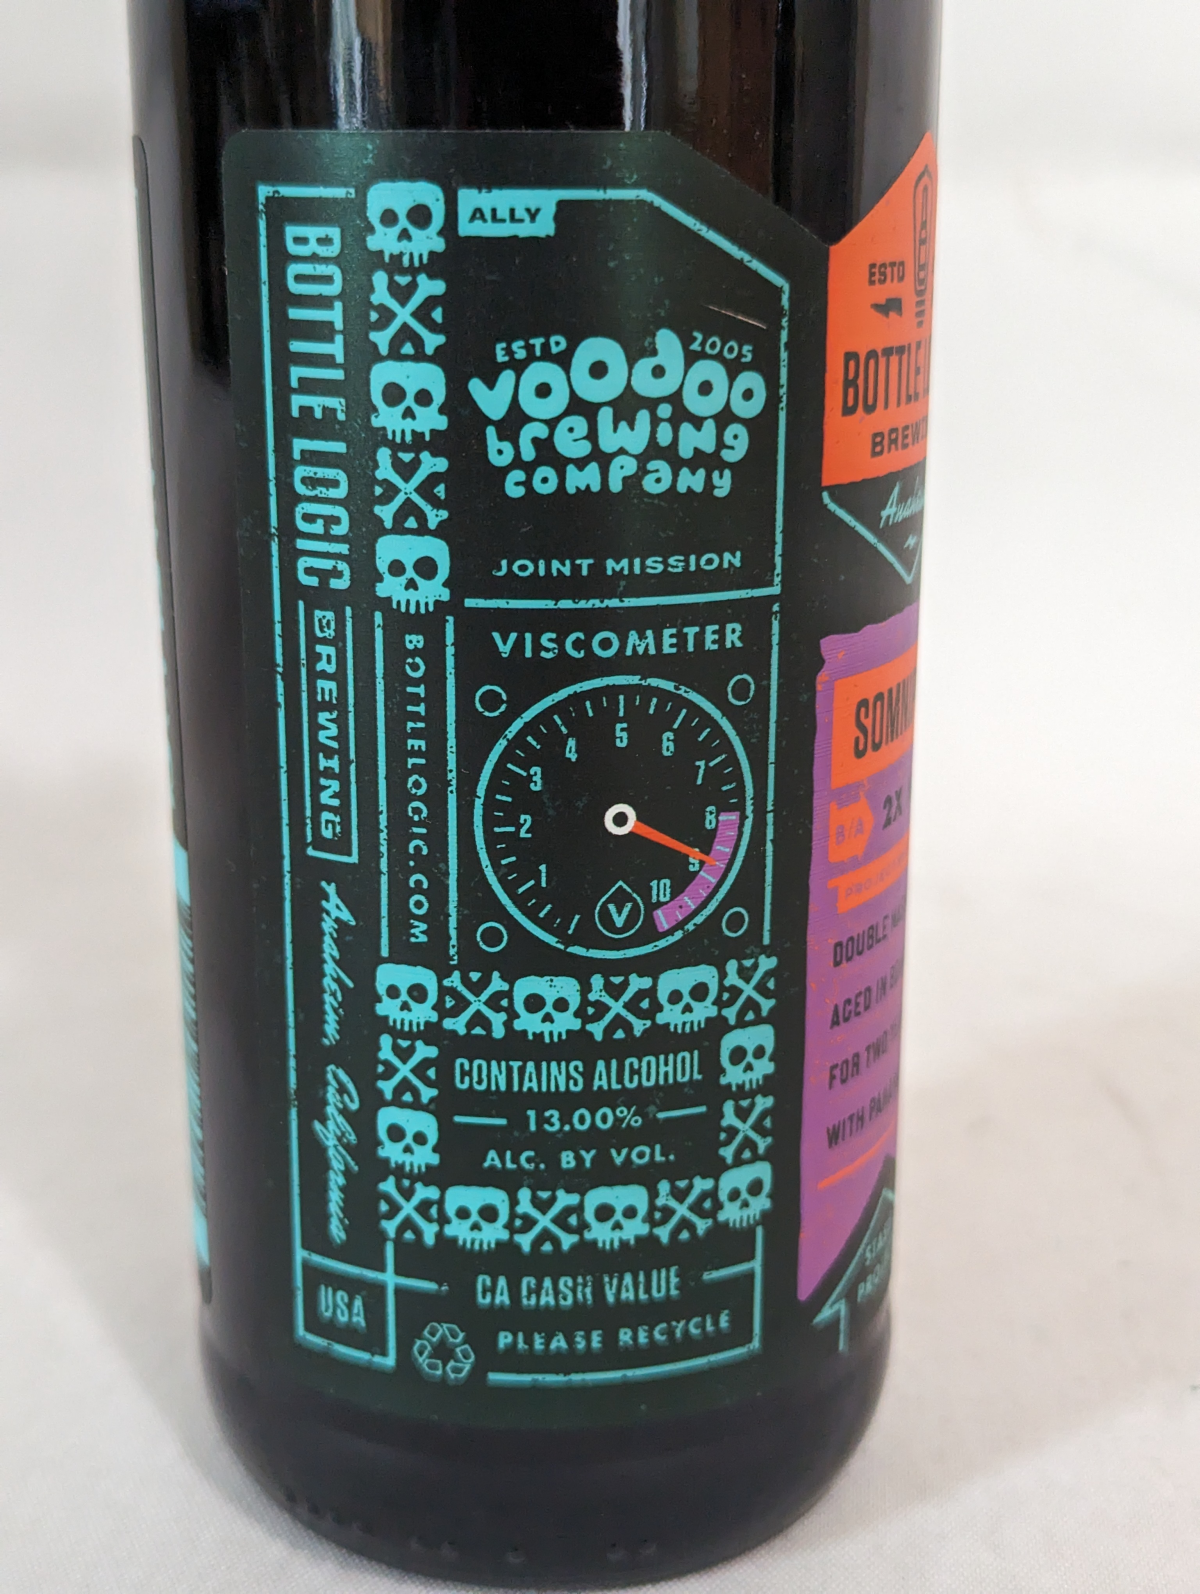 BOTTLE LOGIC BREWING Anaheim California
USA
BOTTLELOGIC.COM
ALLY
ESTD 2005
VOODOO
brewing
COMPANY
JOINT MISSION
VISCOMETER
1 2 3 4 5 6 7 8 9 10
V
CONTAINS ALCOHOL
13.00%
ALC. BY VOL.
CA CASH VALUE
PLEASE RECYCLE
ESTD
BOTTLE
B/A 2X
DOUBLE
AGED IN
FOR TWO
WITH